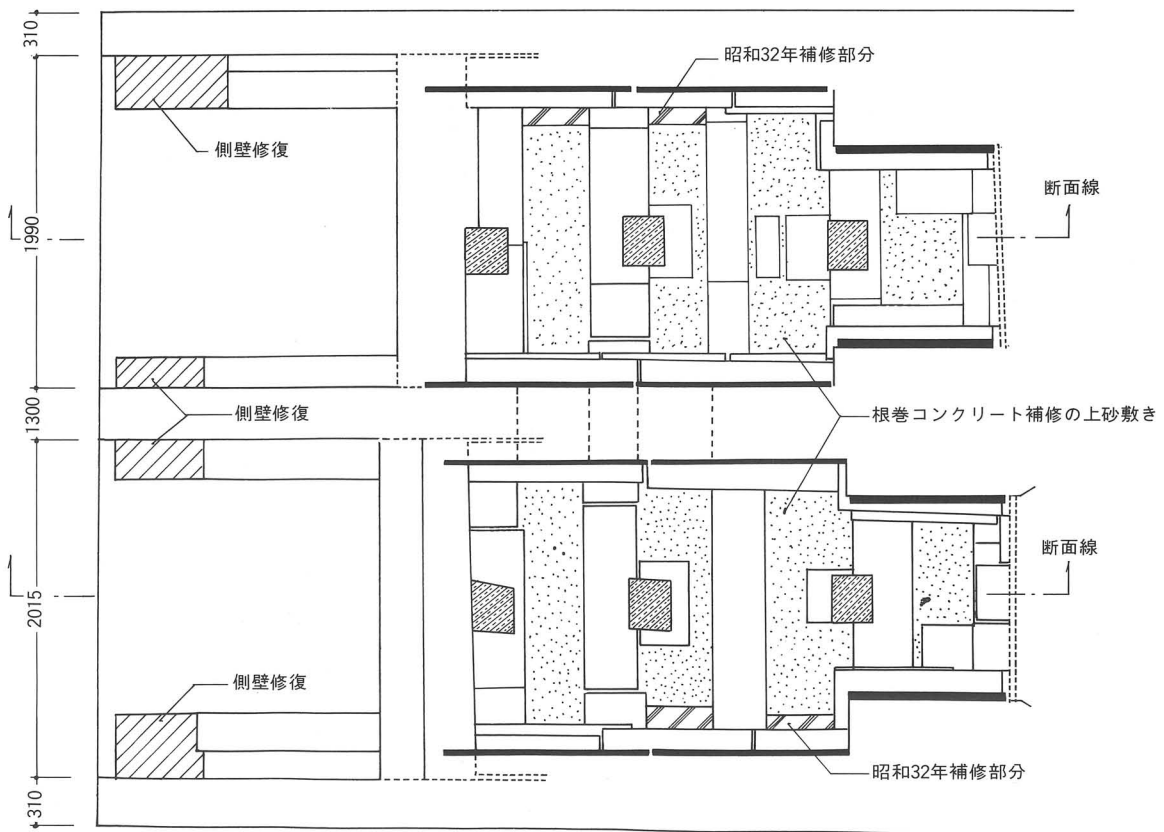 310
1990
1300
2015
310
昭和32年補修部分
側壁修復
断面線
側壁修復
根巻コンクリート補修の上砂敷き
断面線
側壁修復
昭和32年補修部分